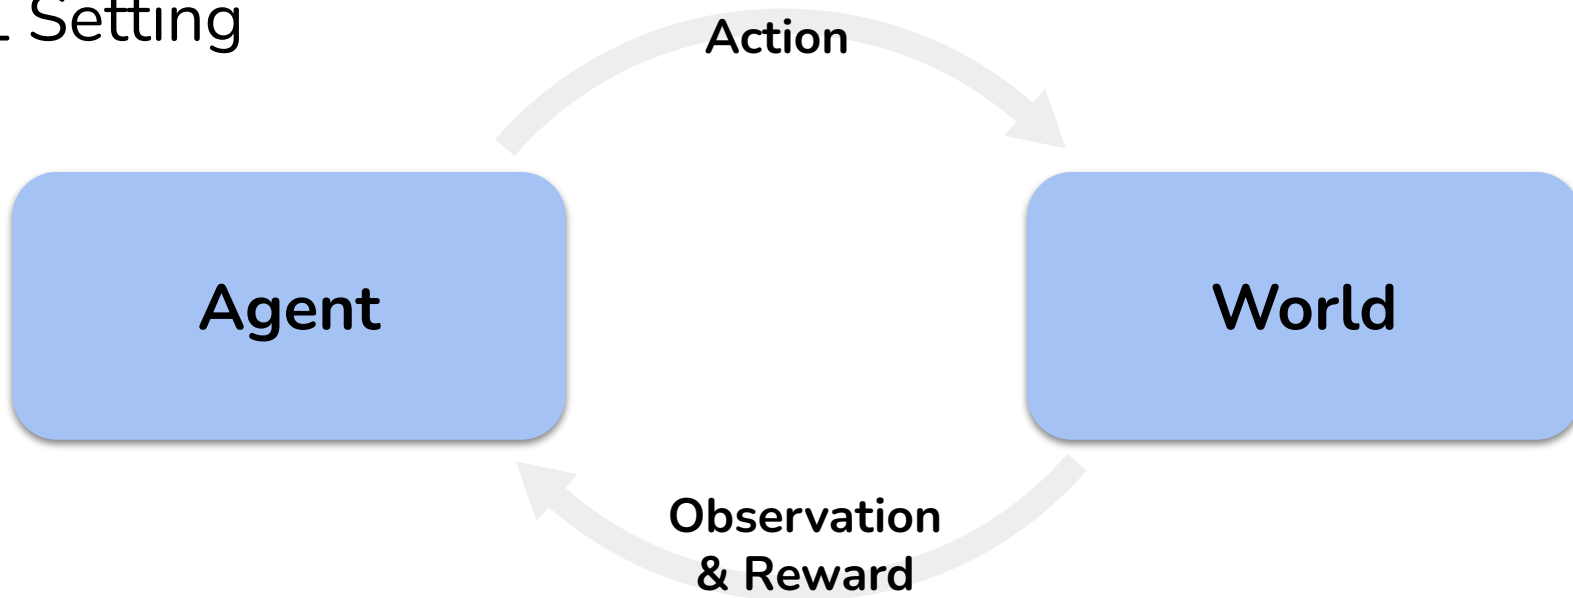 Setting
Action
Agent
World
Observation
& Reward